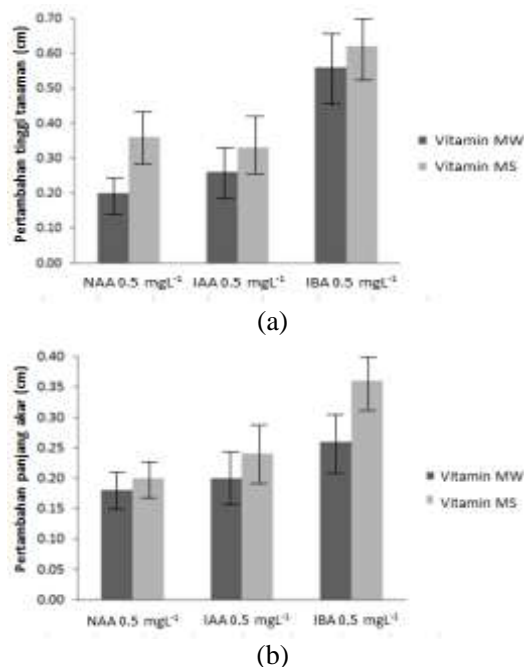 Pertambahan tinggi tanaman (cm)
0.70
0.60
0.50
0.40
0.30
0.20
0.10
0.00
NAA 0.5 mgL⁻¹ IAA 0.5 mgL⁻¹ IBA 0.5 mgL⁻¹
Vitamin MW
Vitamin MS
(a)
Pertambahan panjang akar (cm)
0.40
0.35
0.30
0.25
0.20
0.15
0.10
0.05
0.00
NAA 0.5 mgL⁻¹ IAA 0.5 mgL⁻¹ IBA 0.5 mgL⁻¹
Vitamin MW
Vitamin MS
(b)